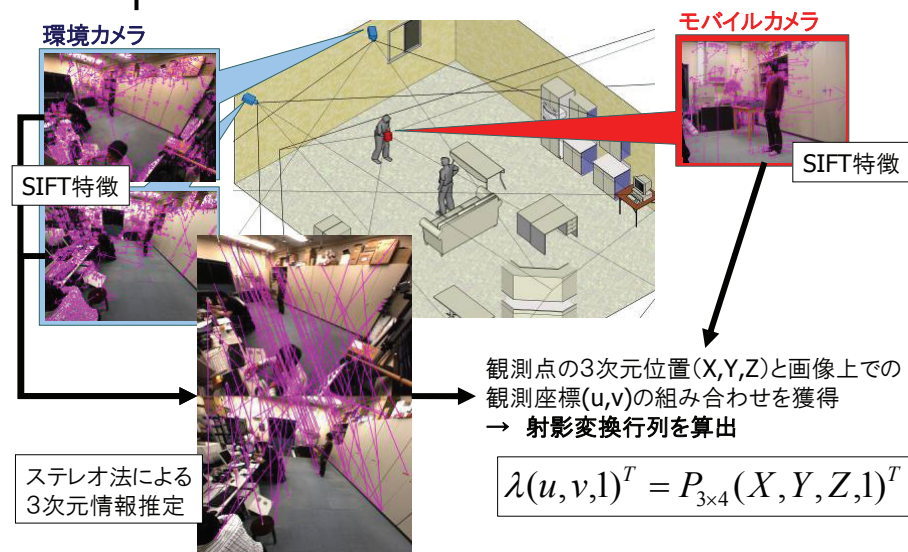 環境カメラ
モバイルカメラ
SIFT特徴
SIFT特徴
観測点の3次元位置(X,Y,Z)と画像上での
観測座標(u,v)の組み合わせを獲得
→ 射影変換行列を算出
ステレオ法による
3次元情報推定
λ(u,v,1)^T = P_{3×4}(X,Y,Z,1)^T